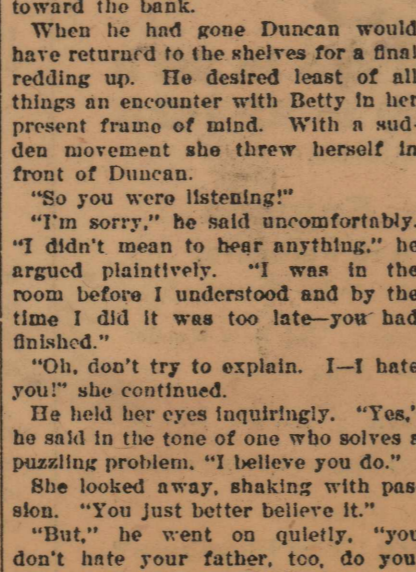 toward the bank.
When he had gone Duncan would
have returned to the shelves for a final
redding up. He desired least of all
things an encounter with Betty in her
present frame of mind. With a sud-
den movement she threw herself in
front of Duncan.
"So you were listening!"
"I'm sorry," he said uncomfortably.
"I didn't mean to hear anything," he
argued plaintively. "I was in the
room before I understood and by the
time I did it was too late—you had
finished."
"Oh, don't try to explain. I—I hate
you!" she continued.
He held her eyes inquiringly. "Yes,"
he said in the tone of one who solves a
puzzling problem, "I believe you do."
She looked away, shaking with pas
sion. "You just better believe it."
"But," he went on quietly, "you
don't hate your father, too, do you